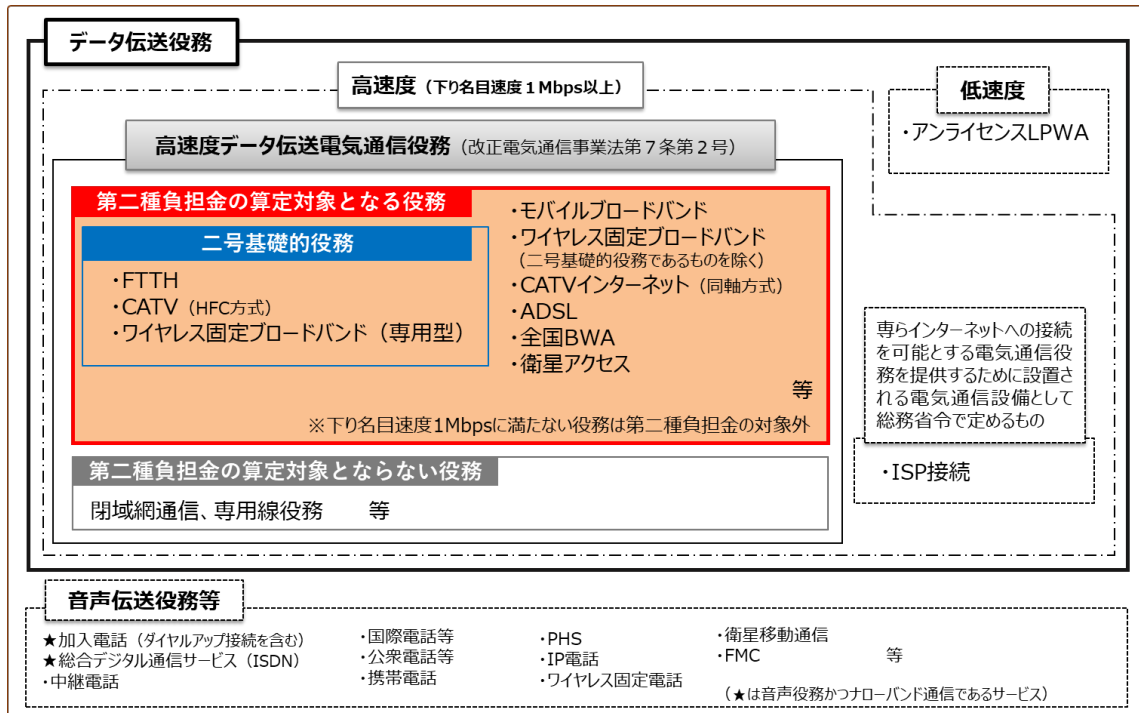 データ伝送役務
高速度（下り名目速度１Mbps以上）
低速度
・アンライセンスLPWA
高速度データ伝送電気通信役務（改正電気通信事業法第７条第２号）
第二種負担金の算定対象となる役務
二号基礎的役務
・FTTH
・CATV（HFC方式）
・ワイヤレス固定ブロードバンド（専用型）
・モバイルブロードバンド
・ワイヤレス固定ブロードバンド
（二号基礎的役務であるものを除く）
・CATVインターネット（同軸方式）
・ADSL
・全国BWA
・衛星アクセス
等
※下り名目速度1Mbpsに満たない役務は第二種負担金の対象外
専らインターネットへの接続
を可能とする電気通信役
務を提供するために設置さ
れる電気通信設備として
総務省令で定めるもの
・ISP接続
第二種負担金の算定対象とならない役務
閉域網通信、専用線役務　　等
音声伝送役務等
★加入電話（ダイヤルアップ接続を含む）
★総合デジタル通信サービス（ISDN）
・中継電話
・国際電話等
・公衆電話等
・携帯電話
・PHS
・IP電話
・ワイヤレス固定電話
・衛星移動通信
・FMC　　　　　　等
（★は音声役務かつナローバンド通信であるサービス）